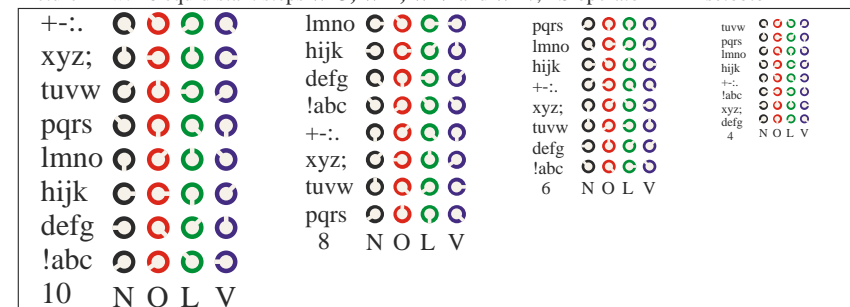 +-:.
xyz;
tuvw
pqrs
lmno
hijk
defg
!abc
10 N O L V
lmno
hijk
defg
!abc
+-:.
xyz;
tuvw
pqrs
8 N O L V
pqrs
lmno
hijk
+-:.
xyz;
tuvw
defg
!abc
6 N O L V
tuvw
pqrs
lmno
hijk
+-:.
!abc
xyz;
defg
4 N O L V